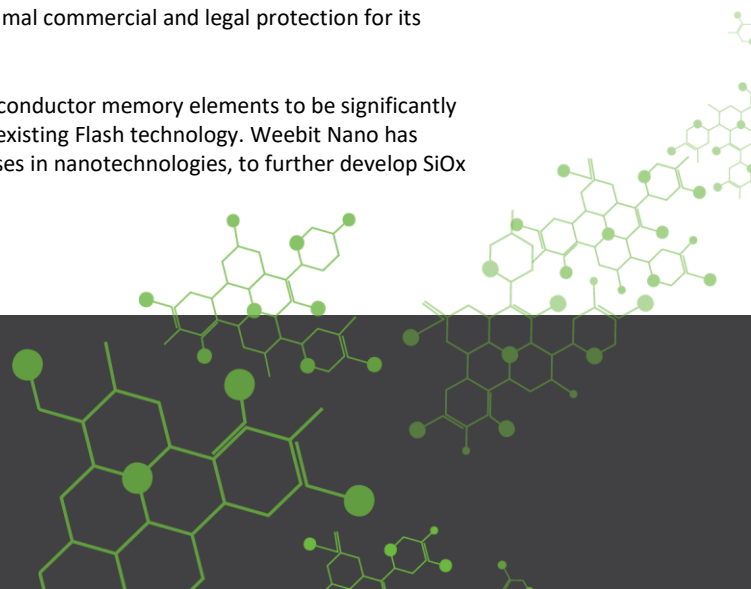 mal commercial and legal protection for its
conductor memory elements to be significantly
existing Flash technology. Weebit Nano has
ses in nanotechnologies, to further develop SiOx